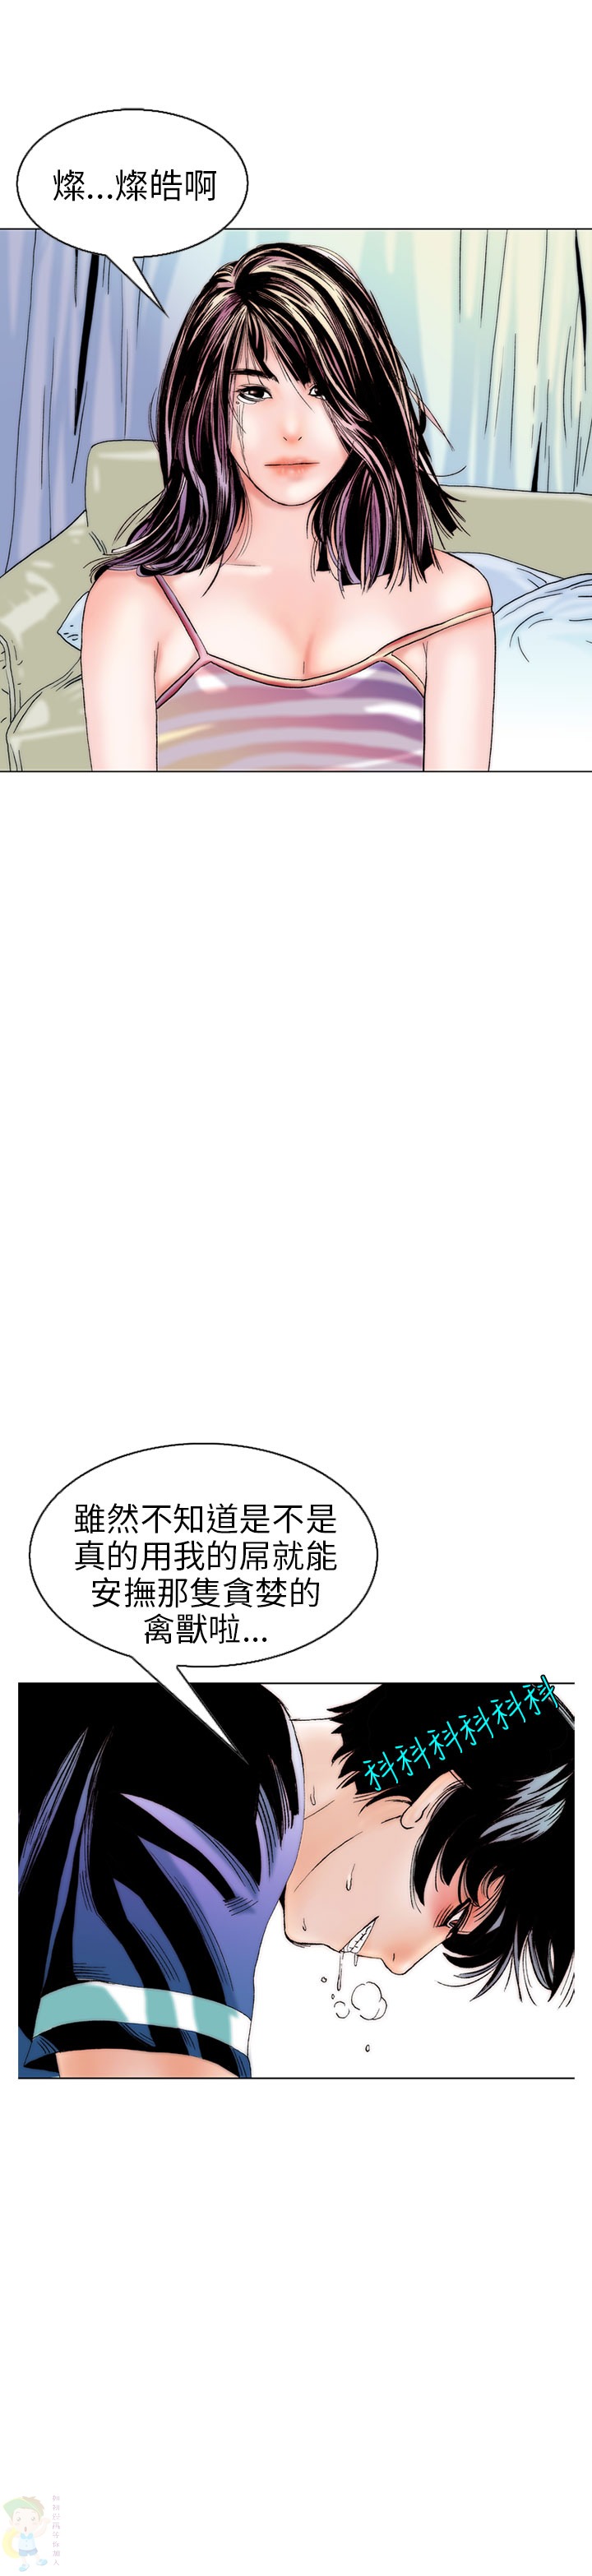 燦…燦皓啊
雖然不知道是不是
真的用我的屌就能
安撫那隻貪婪的
禽獸啦…
科科科科科科